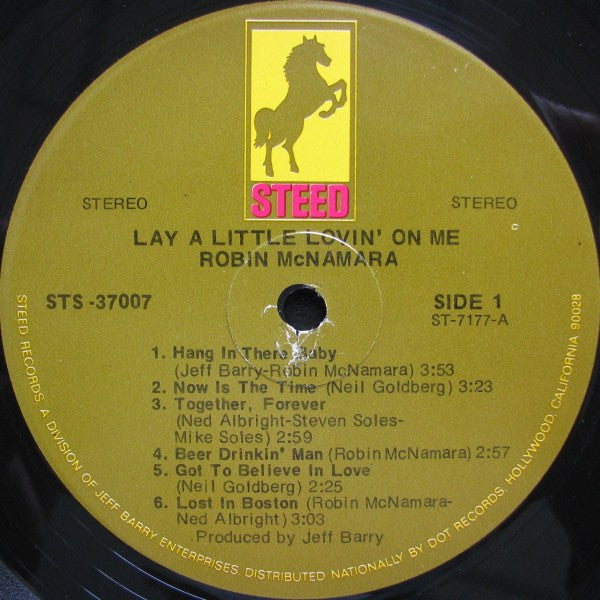 STEED
STEREO
STEREO
LAY A LITTLE LOVIN' ON ME
ROBIN McNAMARA
STS-37007
SIDE 1
ST-7177-A
1. Hang In There Baby
(Jeff Barry-Robin McNamara) 3:53
2. Now Is The Time (Neil Goldberg) 3:23
3. Together, Forever
(Ned Albright-Steven Soles-
Mike Soles) 2:59
4. Beer Drinkin' Man (Robin McNamara) 2:57
5. Got To Believe In Love
(Neil Goldberg) 2:25
6. Lost In Boston (Robin McNamara-
Ned Albright) 3:03
Produced by Jeff Barry
STEED RECORDS, A DIVISION OF JEFF BARRY ENTERPRISES. DISTRIBUTED NATIONALLY BY DOT RECORDS. HOLLYWOOD, CALIFORNIA 90028